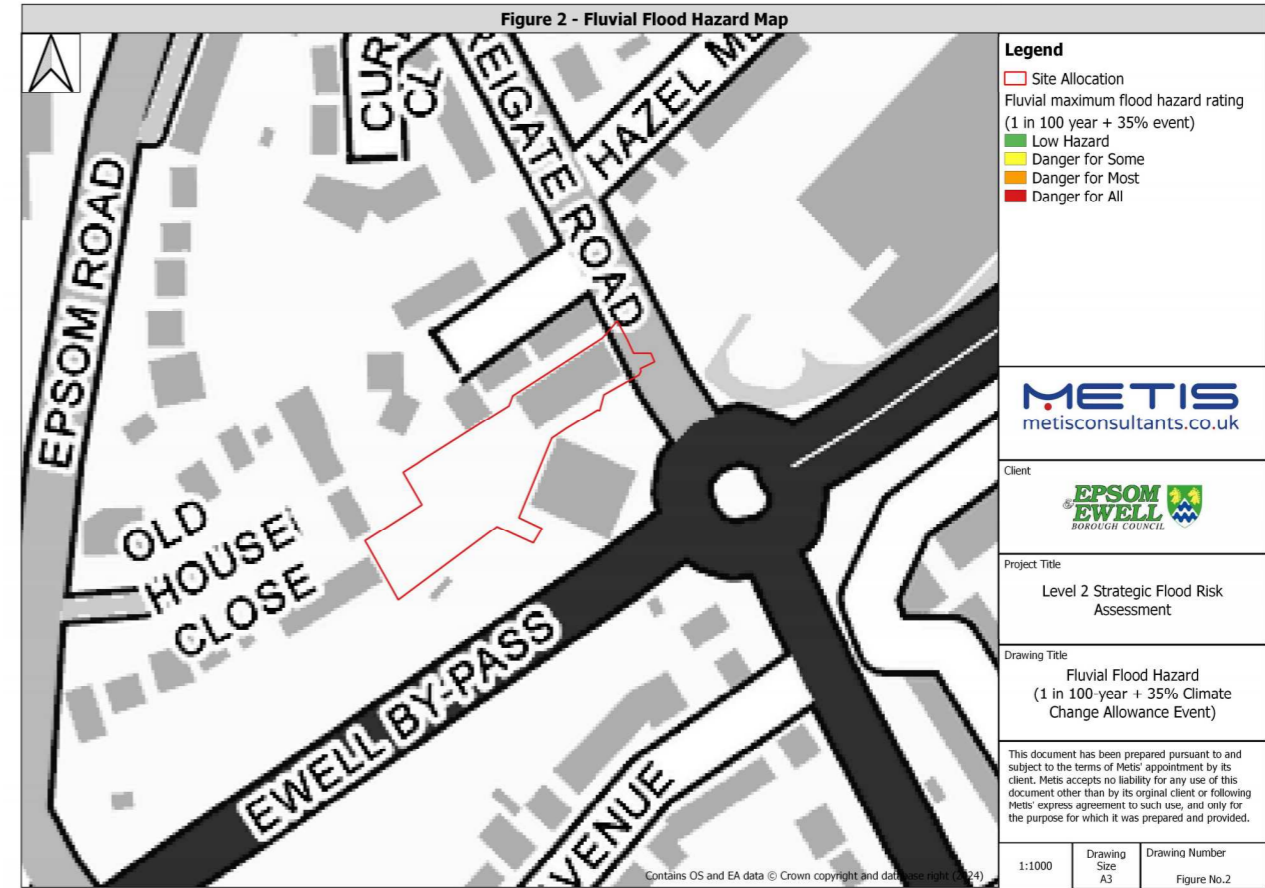 Figure 2 - Fluvial Flood Hazard Map
EPSOM ROAD
CL
REIGATE ROAD
HAZEL
OLD
HOUSE
CLOSE
EWELL BY-PASS
AVENUE
Contains OS and EA data © Crown copyright and database right (2024)
Legend
Site Allocation
Fluvial maximum flood hazard rating
(1 in 100 year + 35% event)
Low Hazard
Danger for Some
Danger for Most
Danger for All
METIS
metisconsultants.co.uk
Client
EPSOM
& EWELL
BOROUGH COUNCIL
Project Title
Level 2 Strategic Flood Risk
Assessment
Drawing Title
Fluvial Flood Hazard
(1 in 100-year + 35% Climate
Change Allowance Event)
This document has been prepared pursuant to and
subject to the terms of Metis' appointment by its
client. Metis accepts no liability for any use of this
document other than by its orginal client or following
Metis' express agreement to such use, and only for
the purpose for which it was prepared and provided.
1:1000
Drawing
Size
A3
Drawing Number
Figure No.2